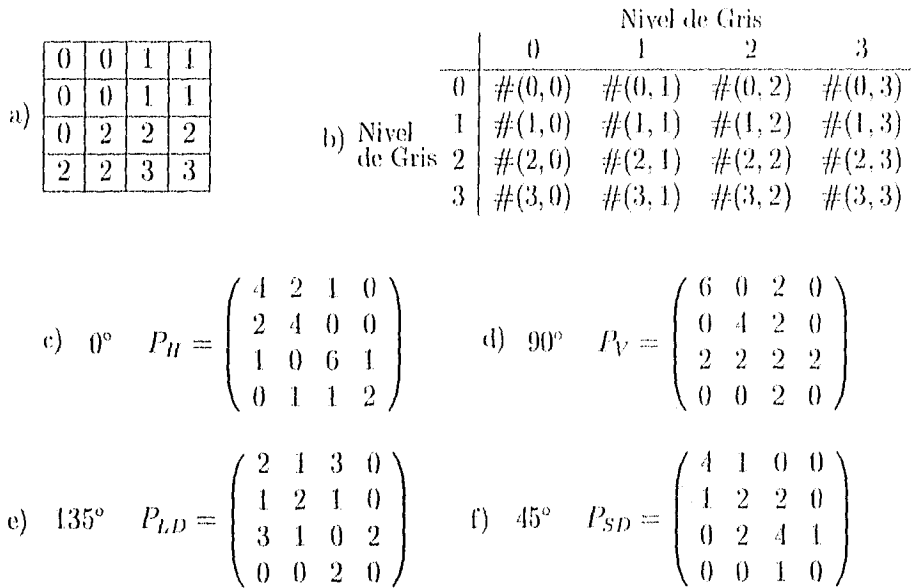 a)
0 0 1 1
0 0 1 1
0 2 2 2
2 2 3 3
b) Nivel de Gris
Nivel de Gris
0 1 2 3
0 #(0,0) #(0,1) #(0,2) #(0,3)
1 #(1,0) #(1,1) #(1,2) #(1,3)
2 #(2,0) #(2,1) #(2,2) #(2,3)
3 #(3,0) #(3,1) #(3,2) #(3,3)
c) 0° P_H =
4 2 1 0
2 4 0 0
1 0 6 1
0 1 1 2
d) 90° P_V =
6 0 2 0
0 4 2 0
2 2 2 2
0 0 2 0
e) 135° P_LD =
2 1 3 0
1 2 1 0
3 1 0 2
0 0 2 0
f) 45° P_SD =
4 1 0 0
1 2 2 0
0 2 4 1
0 0 1 0